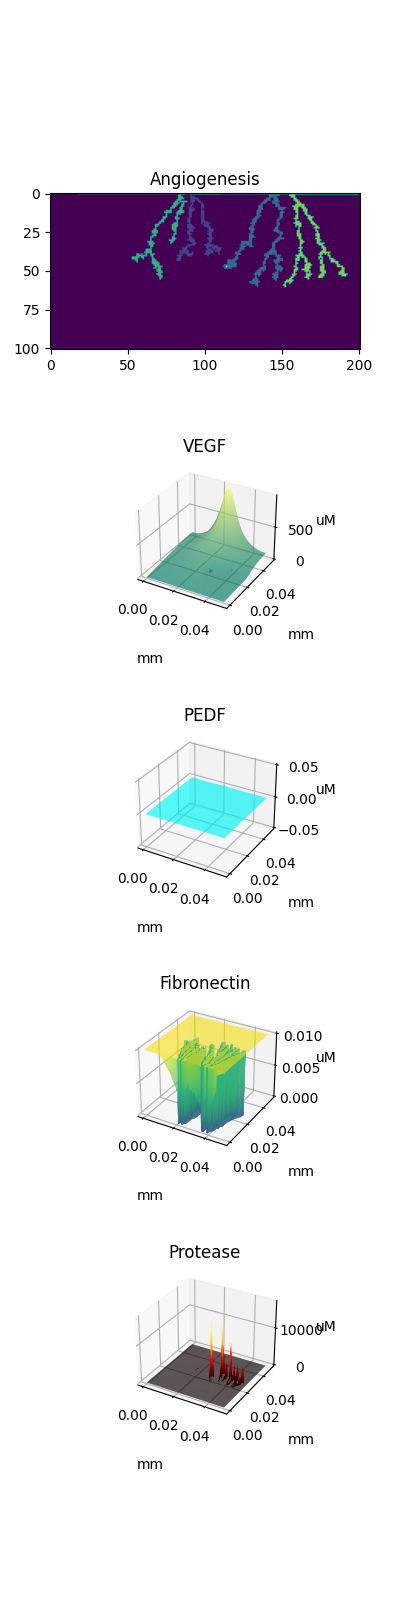 Angiogenesis
0
25
50
75
100
0 50 100 150 200
VEGF
500 uM
0
0.00 0.02 0.04
0.00 0.02 0.04
mm mm
PEDF
0.05
0.00 uM
−0.05
0.00 0.02 0.04
0.00 0.02 0.04
mm mm
Fibronectin
0.010
0.005 uM
0.000
0.00 0.02 0.04
0.00 0.02 0.04
mm mm
Protease
10000 uM
0
0.00 0.02 0.04
0.00 0.02 0.04
mm mm